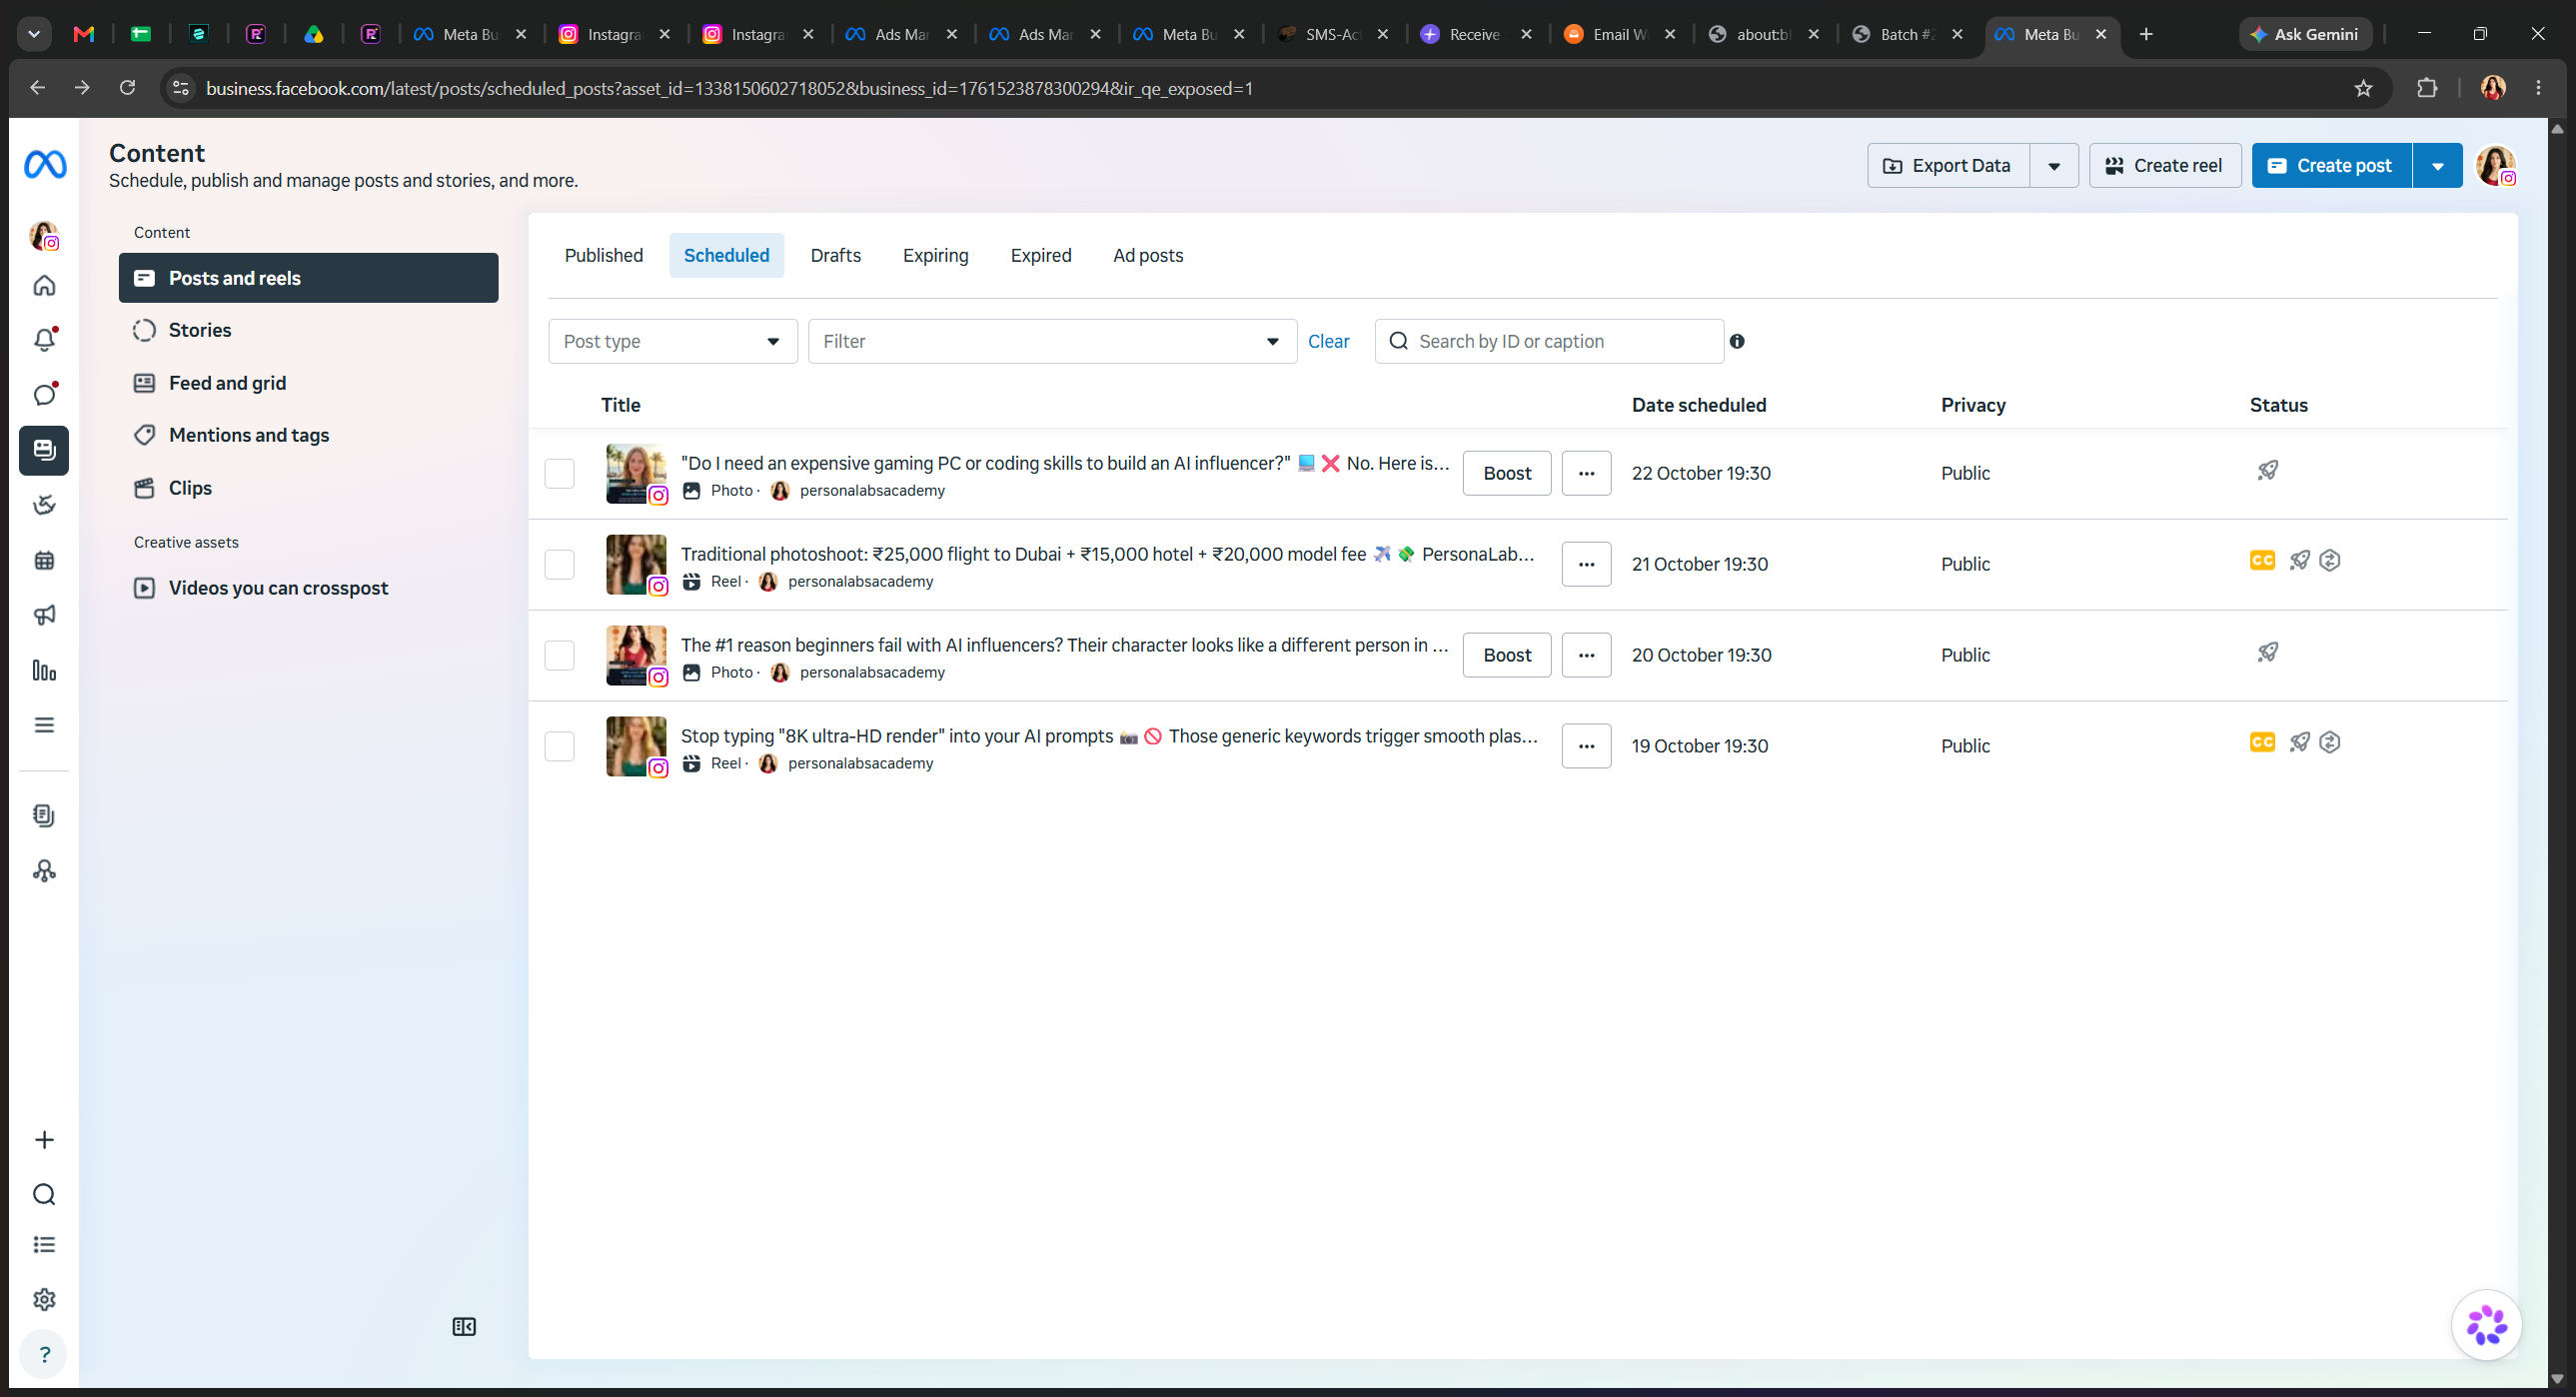 Meta Bu
Instagra
Instagra
Ads Mar
Ads Mar
Meta Bu
SMS-Act
Receive
Email W
about:bl
Batch #2
Meta Bu
Ask Gemini
business.facebook.com/latest/posts/scheduled_posts?asset_id=1338150602718052&business_id=1761523878300294&ir_qe_exposed=1
Content
Schedule, publish and manage posts and stories, and more.
Export Data
Create reel
Create post
Content
Posts and reels
Stories
Feed and grid
Mentions and tags
Clips
Creative assets
Videos you can crosspost
Published Scheduled Drafts Expiring Expired Ad posts
Post type Filter Clear Search by ID or caption
Title Date scheduled Privacy Status
"Do I need an expensive gaming PC or coding skills to build an AI influencer?" 💻 ❌ No. Here is... Boost ... 22 October 19:30 Public
Photo · personalabsacademy
Traditional photoshoot: ₹25,000 flight to Dubai + ₹15,000 hotel + ₹20,000 model fee ✈️ 💸 PersonaLab... ... 21 October 19:30 Public CC
Reel · personalabsacademy
The #1 reason beginners fail with AI influencers? Their character looks like a different person in ... Boost ... 20 October 19:30 Public
Photo · personalabsacademy
Stop typing "8K ultra-HD render" into your AI prompts 📸 🚫 Those generic keywords trigger smooth plas... ... 19 October 19:30 Public CC
Reel · personalabsacademy
?